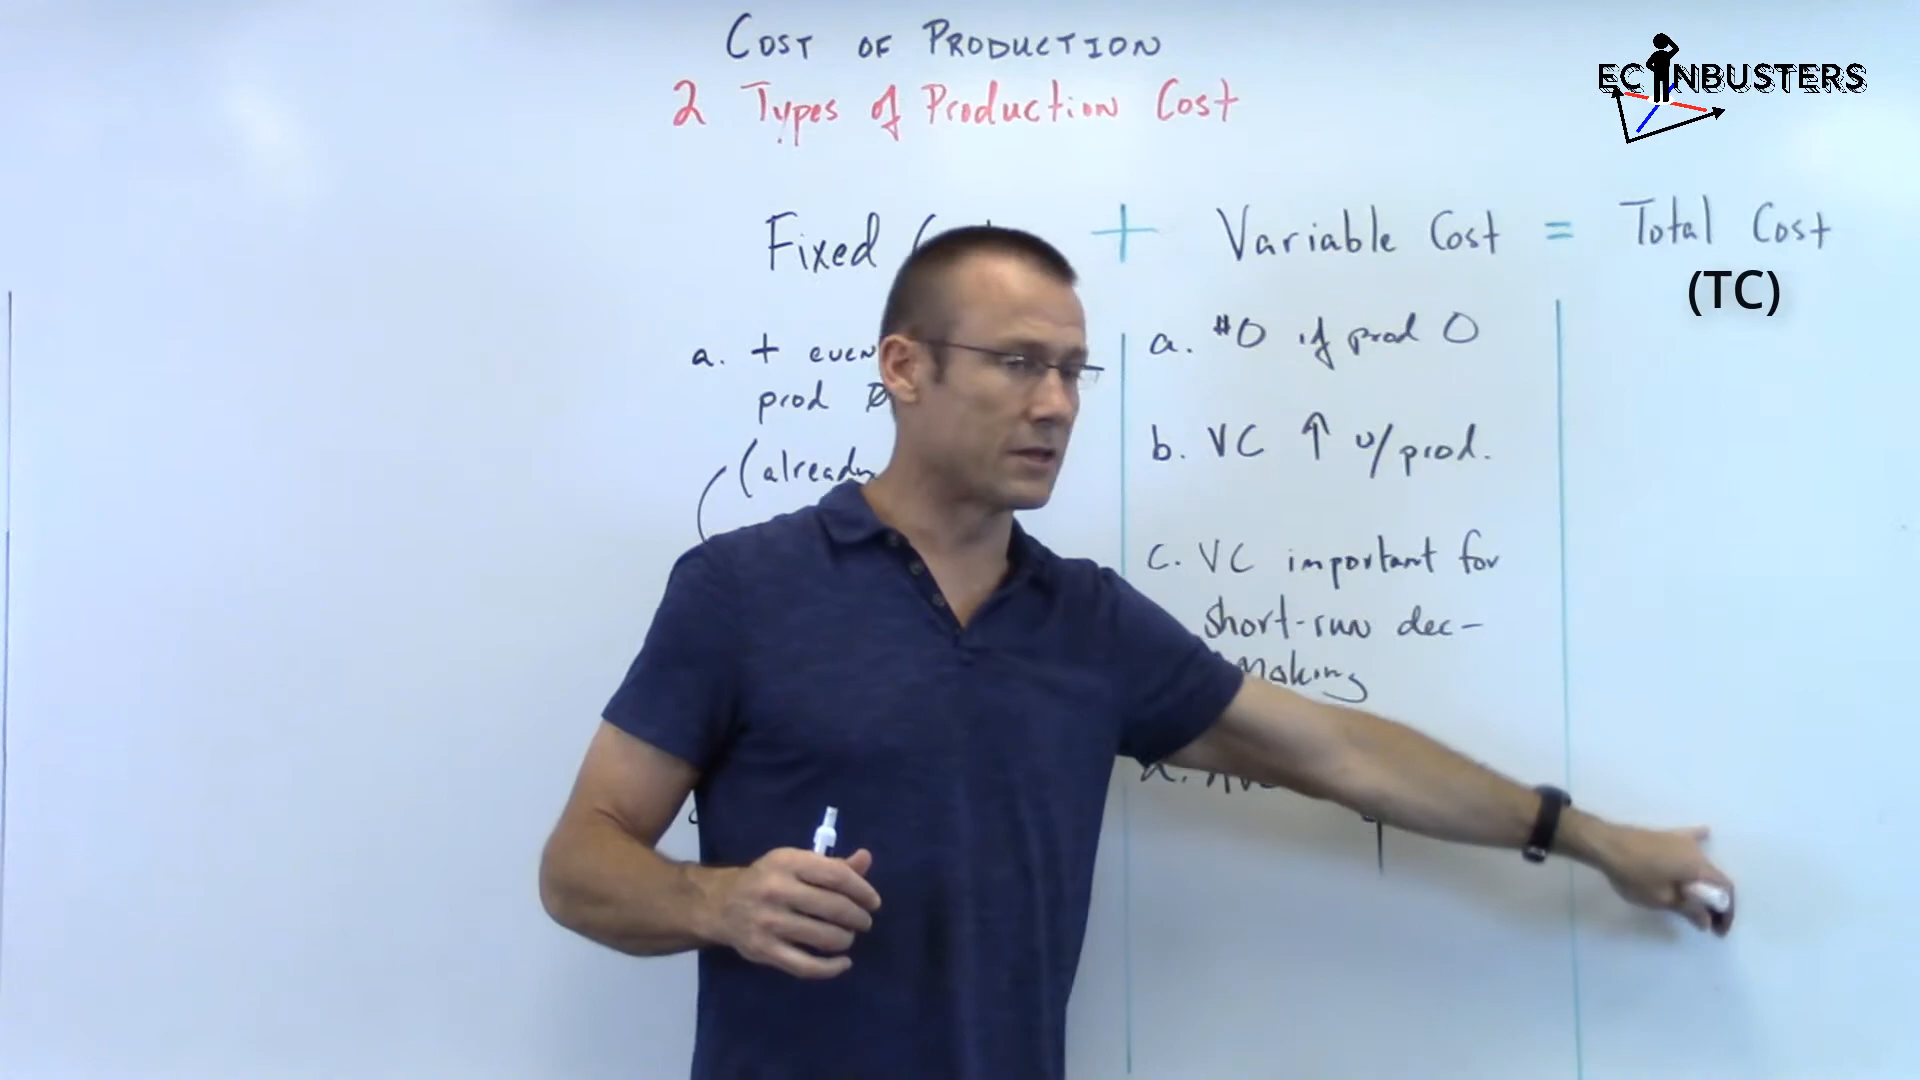 COST OF PRODUCTION
ECONBUSTERS
2 Types of Production Cost
Fixed + Variable Cost = Total Cost
(TC)
a. + even
prod Ø
(already
a. $0 if prod 0
b. VC ↑ w/ prod.
c. VC important for
short-run dec-
making
d.